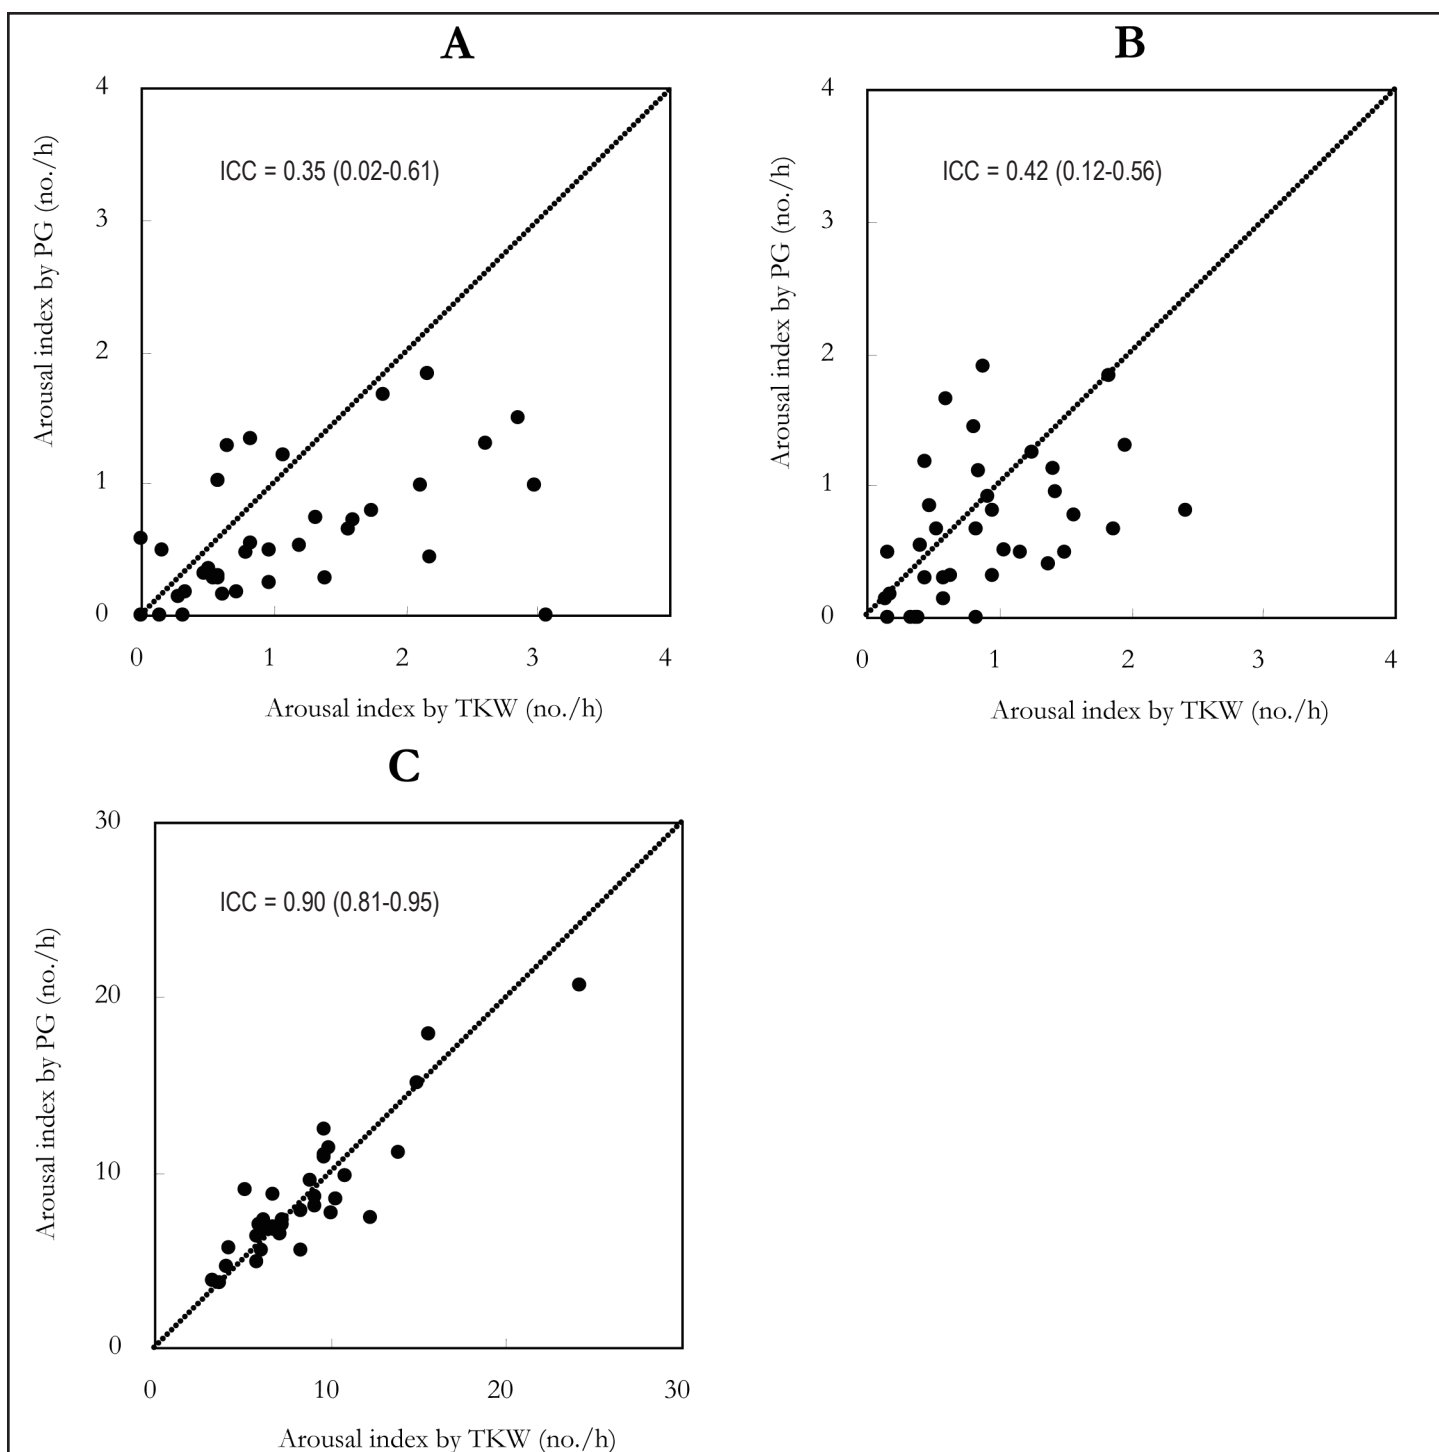 A
4
3
2
1
0
0 1 2 3 4
ICC = 0.35 (0.02-0.61)
Arousal index by PG (no./h)
Arousal index by TKW (no./h)
B
4
3
2
1
0
0 1 2 3 4
ICC = 0.42 (0.12-0.56)
Arousal index by PG (no./h)
Arousal index by TKW (no./h)
C
30
20
10
0
0 10 20 30
ICC = 0.90 (0.81-0.95)
Arousal index by PG (no./h)
Arousal index by TKW (no./h)